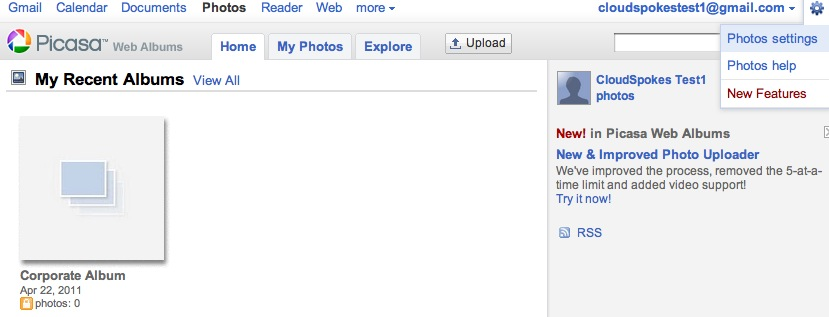 Gmail Calendar Documents Photos Reader Web more cloudspokestest1@gmail.com
Picasa™ Web Albums Home My Photos Explore Upload
Photos settings
Photos help
New Features
My Recent Albums View All
Corporate Album
Apr 22, 2011
photos: 0
CloudSpokes Test1
photos
New! in Picasa Web Albums
New & Improved Photo Uploader
We've improved the process, removed the 5-at-a-
time limit and added video support!
Try it now!
RSS